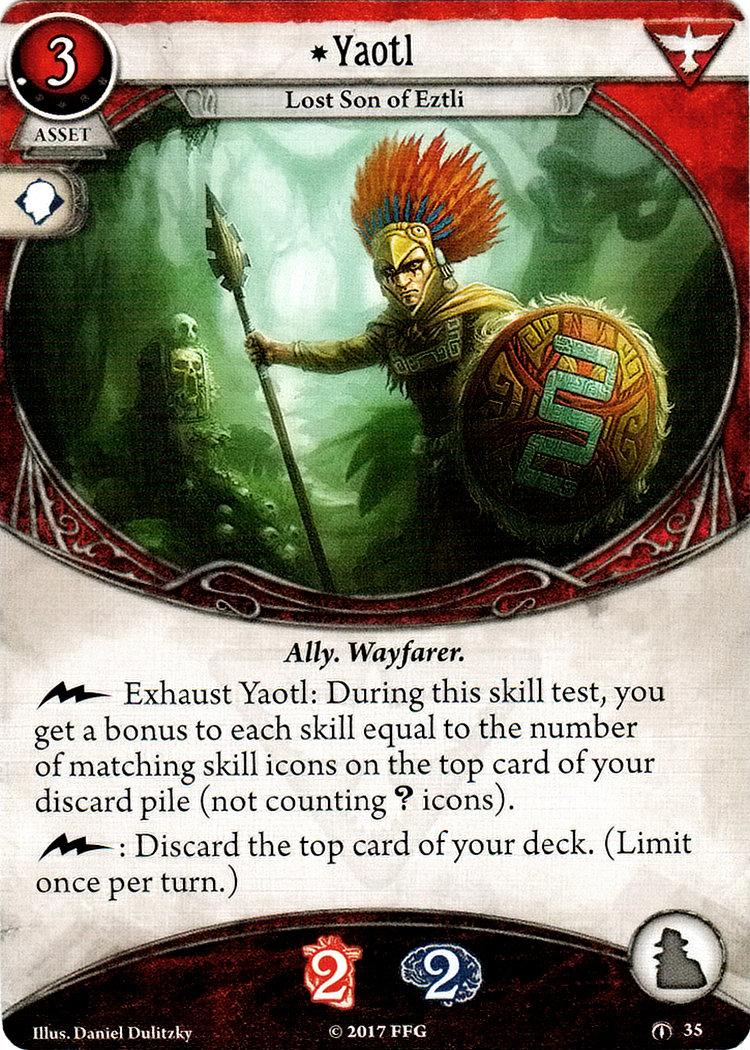 3
Yaotl
ASSET
Lost Son of Eztli
Ally. Wayfarer.
Exhaust Yaotl: During this skill test, you
get a bonus to each skill equal to the number
of matching skill icons on the top card of your
discard pile (not counting ? icons).
: Discard the top card of your deck. (Limit
once per turn.)
2 2
Illus. Daniel Dulitzky © 2017 FFG 35